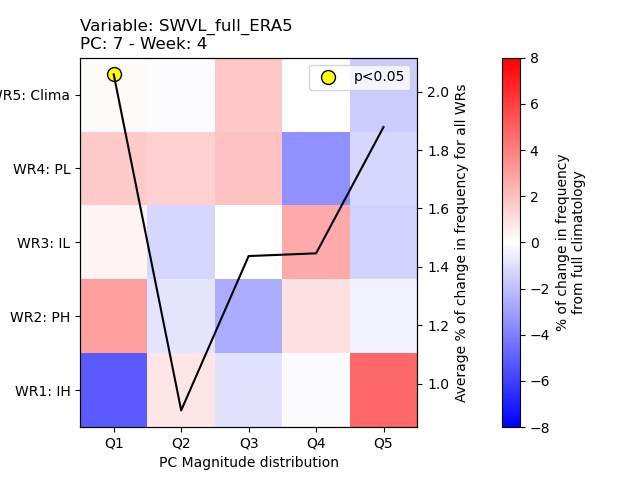 Variable: SWVL_full_ERA5
PC: 7 - Week: 4
p<0.05
WR5: Clima
WR4: PL
WR3: IL
WR2: PH
WR1: IH
Q1 Q2 Q3 Q4 Q5
PC Magnitude distribution
2.0
1.8
1.6
1.4
1.2
1.0
Average % of change in frequency for all WRs
8
6
4
2
0
−2
−4
−6
−8
% of change in frequency
from full climatology